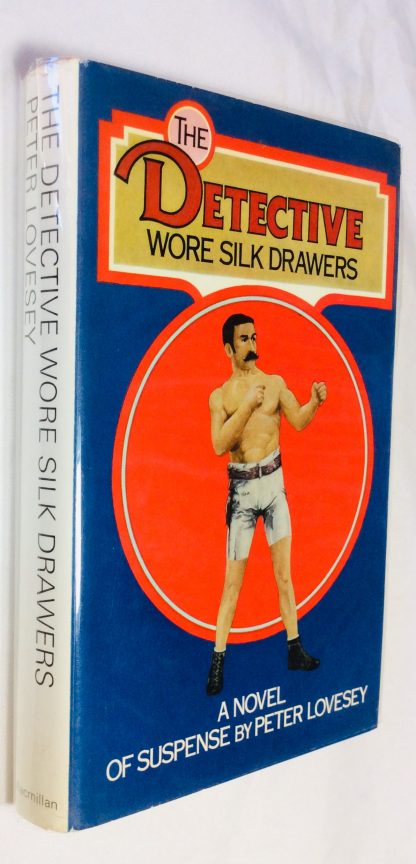 THE
DETECTIVE
WORE SILK DRAWERS
A NOVEL
OF SUSPENSE BY PETER LOVESEY
THE DETECTIVE WORE SILK DRAWERS
PETER LOVESEY
Macmillan